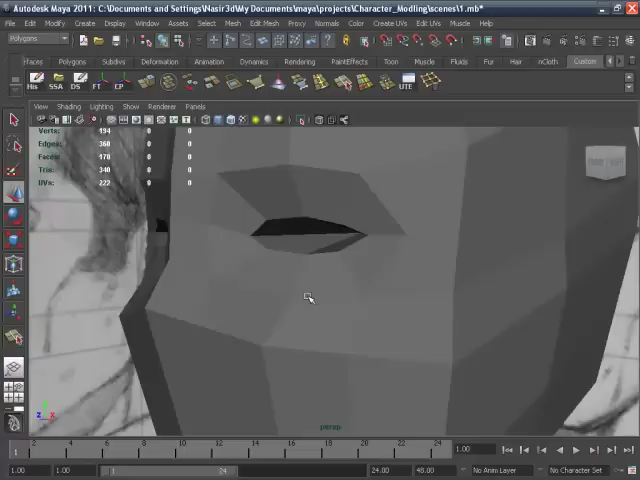 Autodesk Maya 2011: C:\Documents and Settings\Nasir3d\My Documents\maya\projects\Character_Modling\scenes\1.mb*
File Edit Modify Create Display Window Assets Select Mesh Edit Mesh Proxy Normals Color Create UVs Edit UVs Muscle Help
Polygons
Faces Polygons Subdivs Deformation Animation Dynamics Rendering PaintEffects Toon Muscle Fluids Fur Hair nCloth Custom
His SSA DS FT CP UTE
View Shading Lighting Show Renderer Panels
Verts: 194 0 0
Edges: 360 0 0
Faces: 170 0 0
Tris: 340 0 0
UVs: 222 0 0
persp
2 4 6 8 10 12 14 16 18 20 22 24
1 1.00
1.00 1.00 1 24 24.00 48.00 No Anim Layer No Character Set